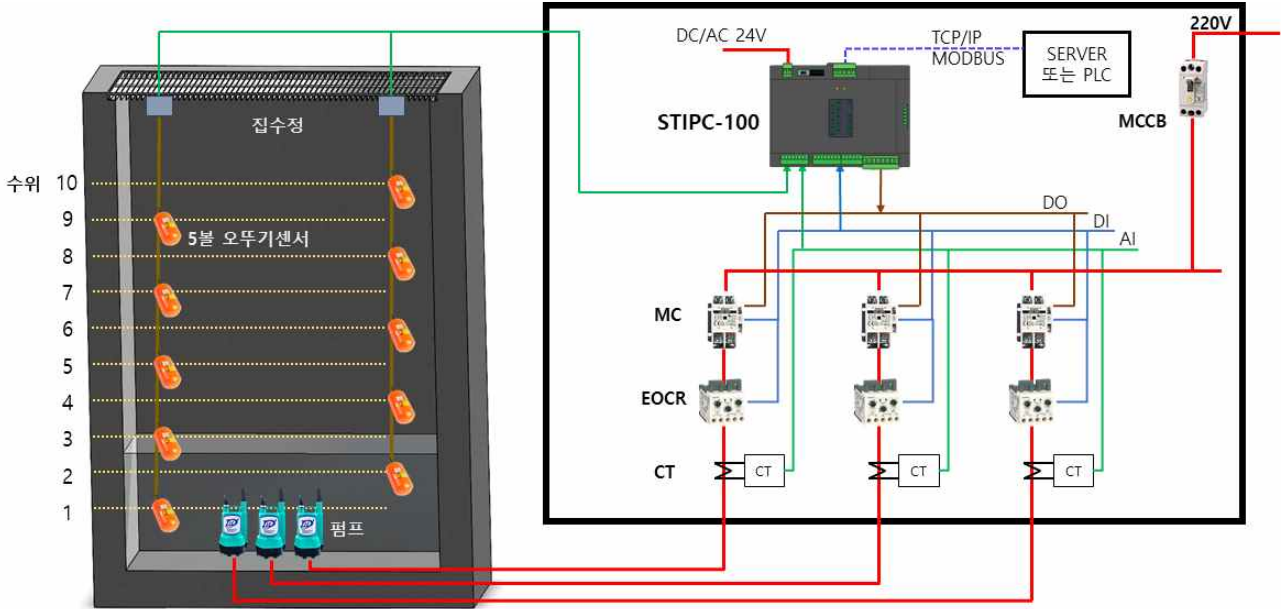 220V
DC/AC 24V
TCP/IP
MODBUS
SERVER
또는 PLC
STIPC-100
MCCB
집수정
수위
10
9
5볼 오뚜기센서
8
7
6
5
4
3
2
1
펌프
DO
DI
AI
MC
EOCR
CT
CT
CT
CT